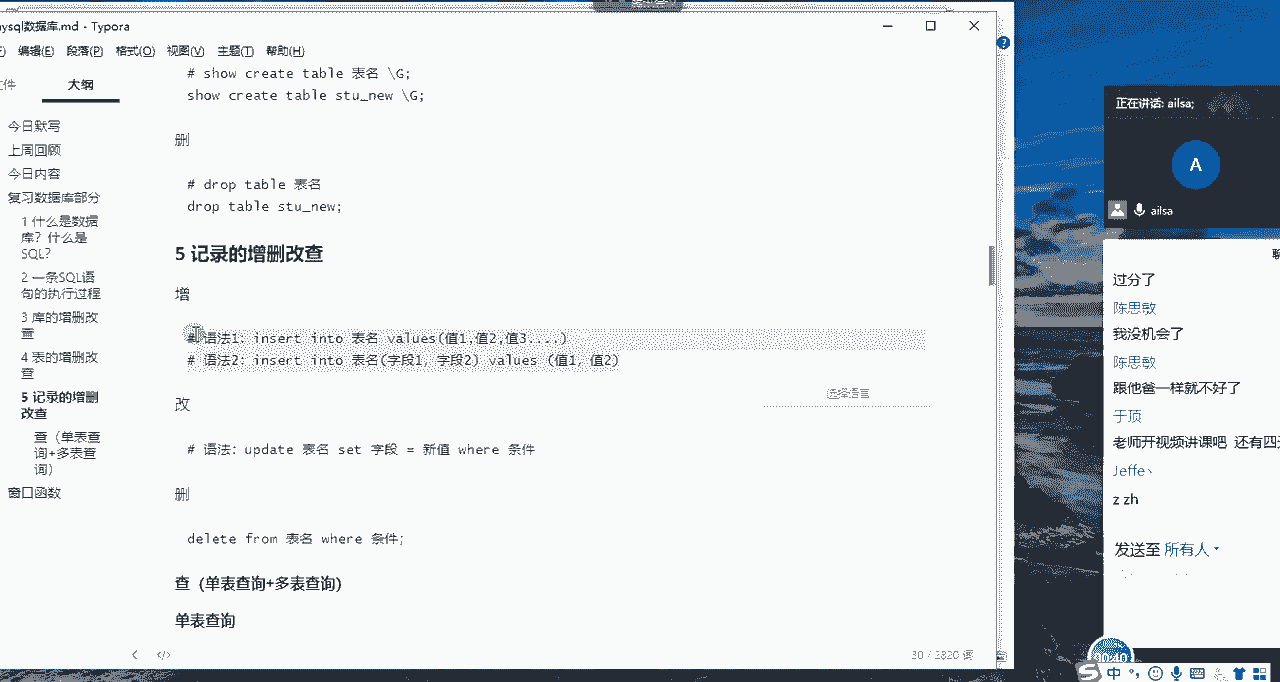 ysql数据库.md - Typora
编辑(E) 段落(P) 格式(O) 视图(V) 主题(T) 帮助(H)
文件 大纲
今日默写
上周回顾
今日内容
复习数据库部分
1 什么是数据
库？什么是
SQL？
2 一条SQL语
句的执行过程
3 库的增删改
查
4 表的增删改
查
5 记录的增删
改查
查（单表查
询+多表查
询）
窗口函数
# show create table 表名 \G;
show create table stu_new \G;
删
# drop table 表名
drop table stu_new;
5 记录的增删改查
增
# 语法1: insert into 表名 values(值1,值2,值3....)
# 语法2: insert into 表名(字段1, 字段2) values (值1, 值2)
选择语言
改
# 语法: update 表名 set 字段 = 新值 where 条件
删
delete from 表名 where 条件;
查（单表查询+多表查询）
单表查询
30 / 2820 词
正在讲话: ailsa;
A
ailsa
过分了
陈思敏
我没机会了
陈思敏
跟他爸一样就不好了
于顶
老师开视频讲课吧 还有四
Jeffe丶
z zh
发送至 所有人
中